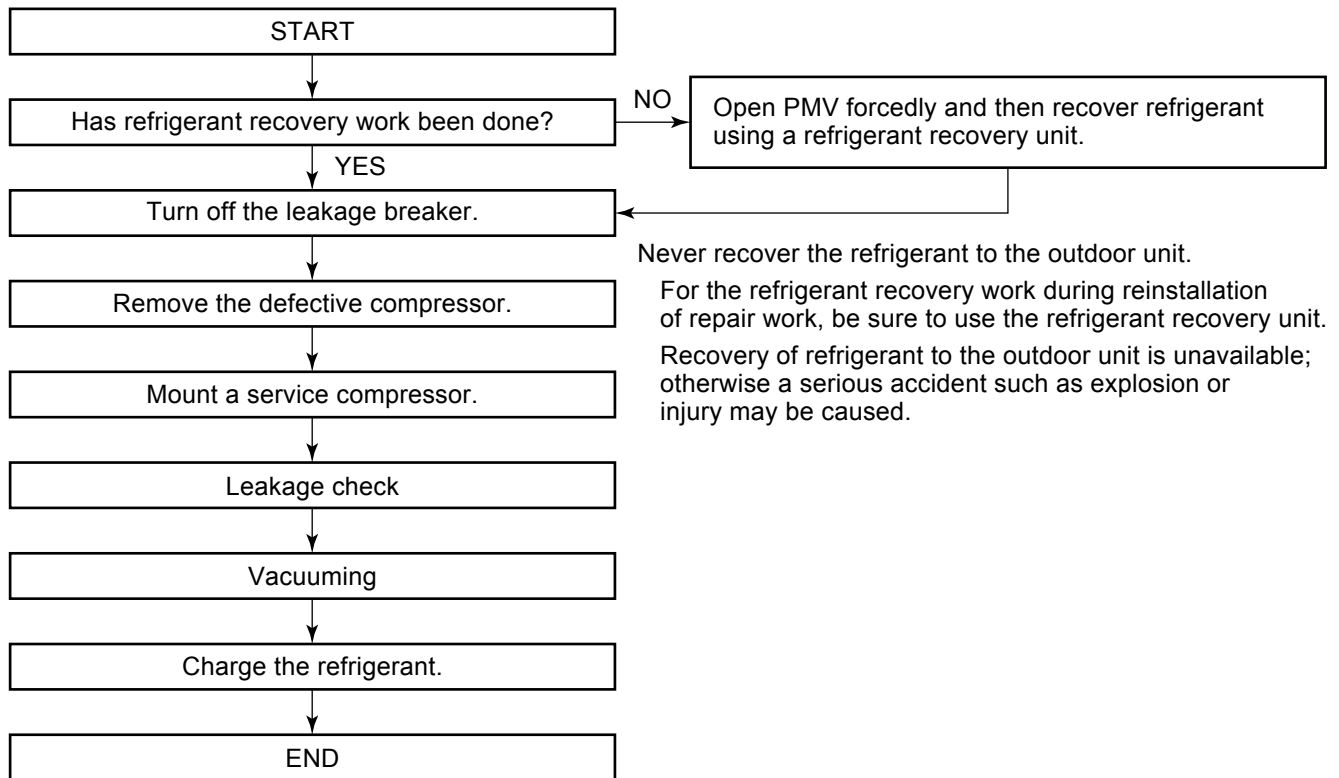 START
Has refrigerant recovery work been done?
NO
Open PMV forcedly and then recover refrigerant
using a refrigerant recovery unit.
YES
Turn off the leakage breaker.
Never recover the refrigerant to the outdoor unit.
For the refrigerant recovery work during reinstallation
of repair work, be sure to use the refrigerant recovery unit.
Recovery of refrigerant to the outdoor unit is unavailable;
otherwise a serious accident such as explosion or
injury may be caused.
Remove the defective compressor.
Mount a service compressor.
Leakage check
Vacuuming
Charge the refrigerant.
END